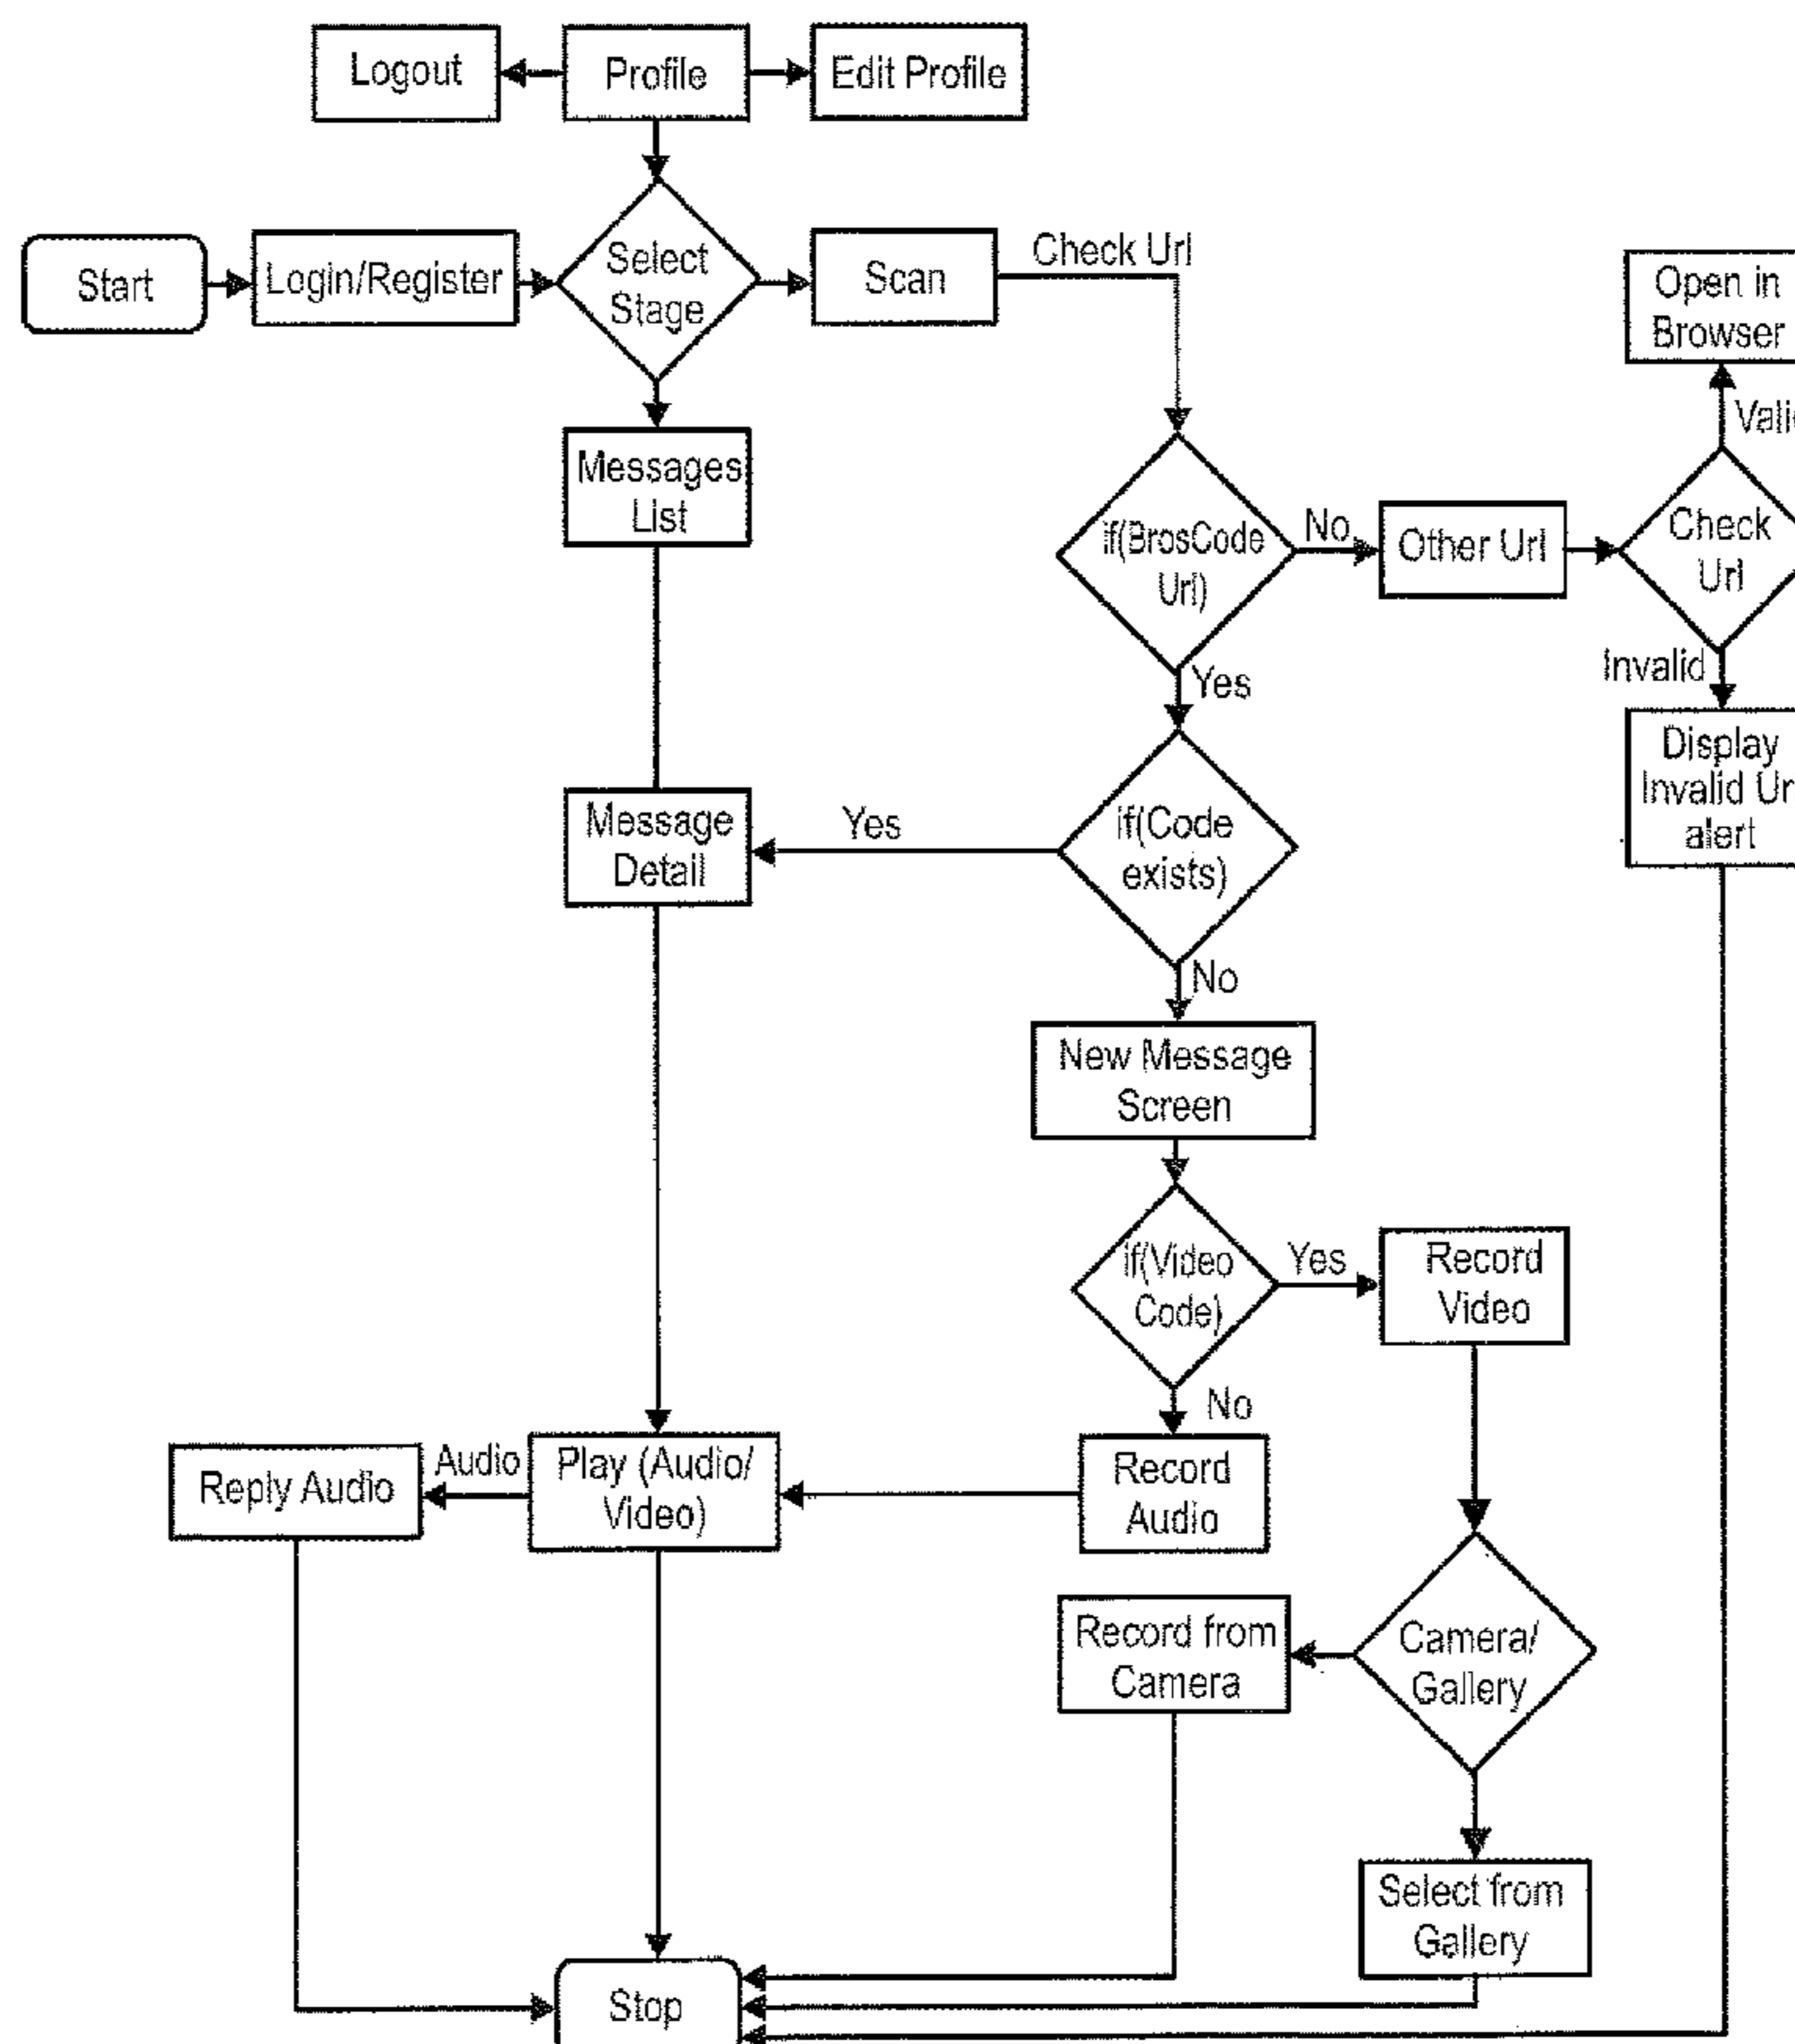 Logout
Profile
Edit Profile
Start
Login/Register
Select
Stage
Scan
Check Url
Open in
Browser
Messages
List
if(BrosCode
Url)
No
Other Url
Check
Url
Yes
Invalid
Display
Invalid
alert
Message
Detail
Yes
if(Code
exists)
No
New Message
Screen
if(Video
Code)
Yes
Record
Video
No
Reply Audio
Audio
Play (Audio/
Video)
Record
Audio
Record from
Camera
Camera/
Gallery
Select from
Gallery
Stop